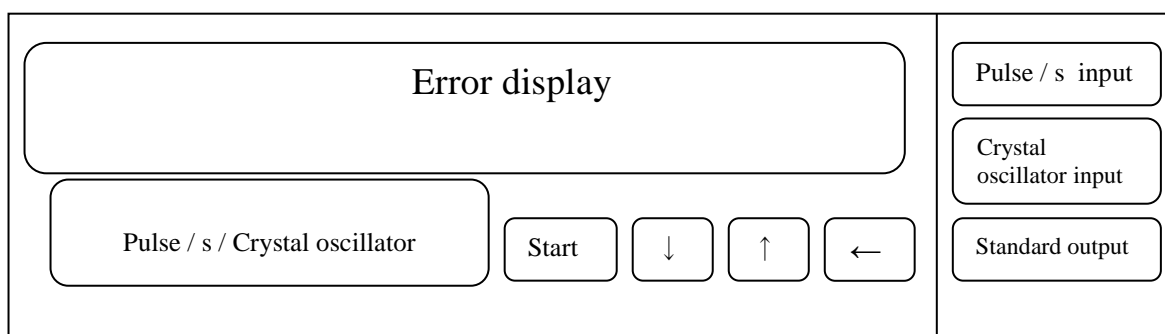 Error display
Pulse / s input
Crystal
oscillator input
Pulse / s / Crystal oscillator
Start
↓
↑
←
Standard output